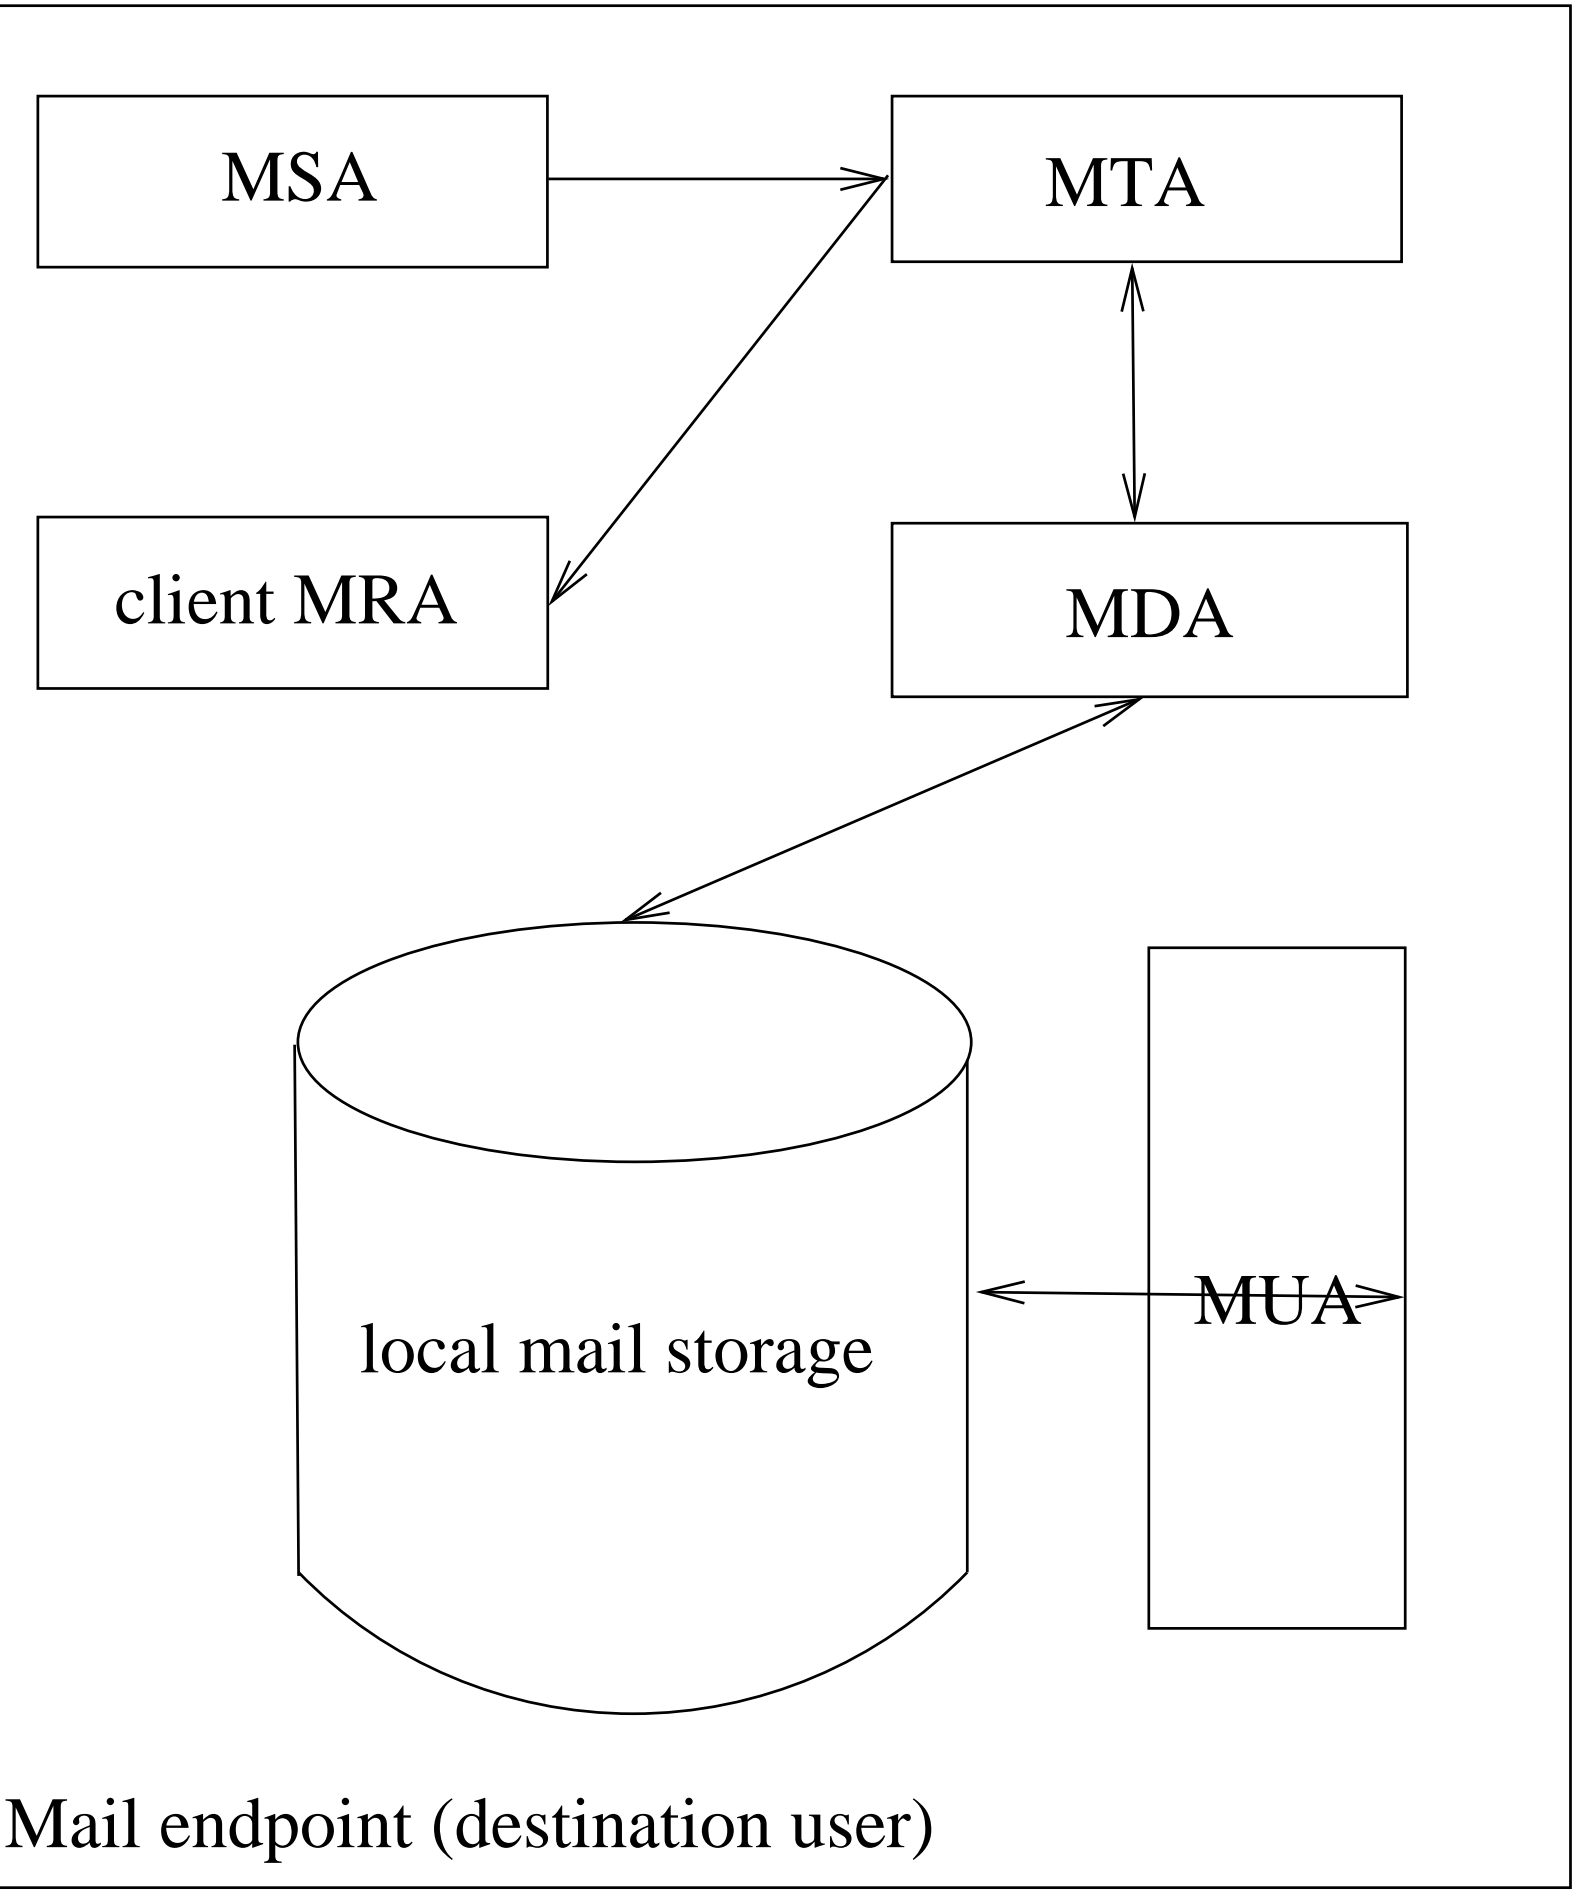 MSA
MTA
client MRA
MDA
MUA
local mail storage
Mail endpoint (destination user)